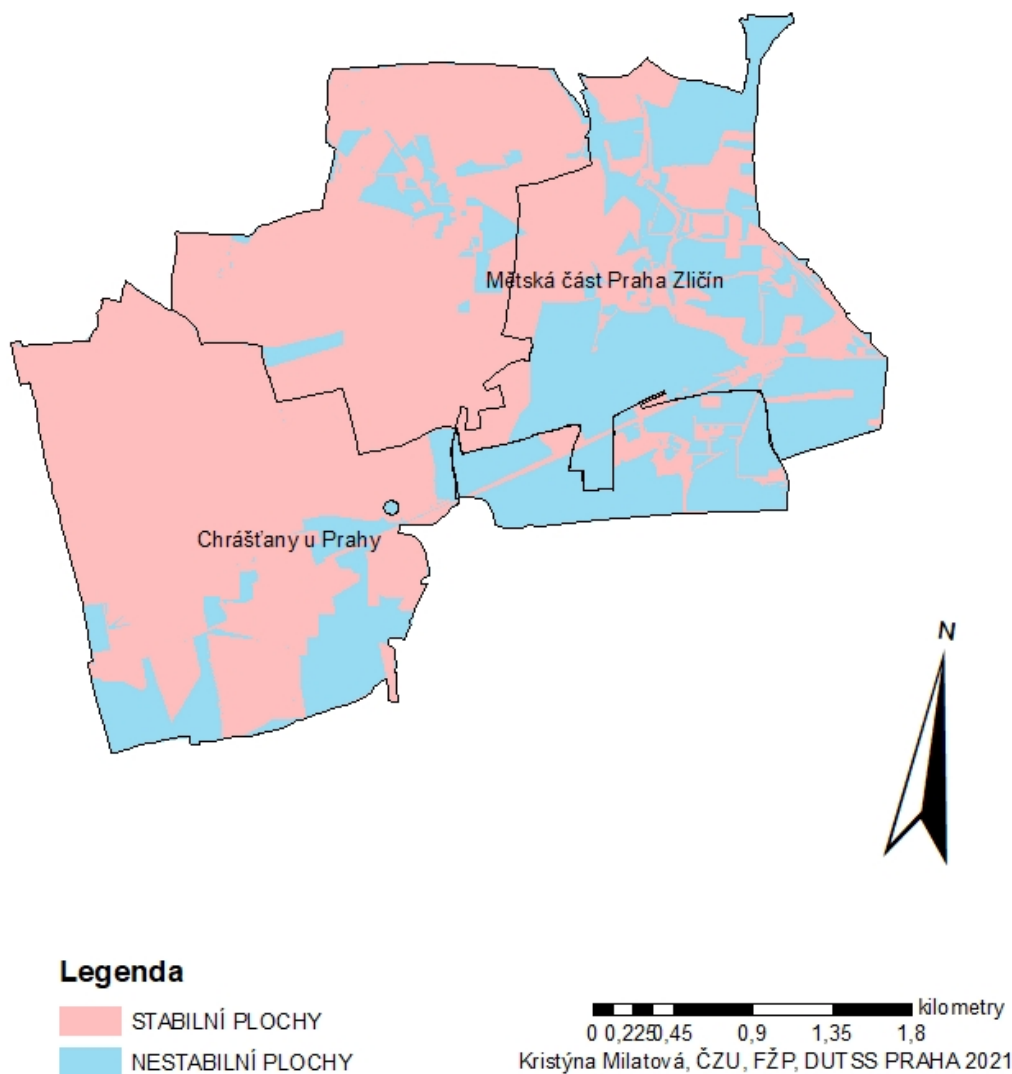 Mětská část Praha Zličín
Chrášťany u Prahy
N
Legenda
STABILNÍ PLOCHY
NESTABILNÍ PLOCHY
kilometry
0 0,225 0,45 0,9 1,35 1,8
Kristýna Milatová, ČZU, FŽP, DUTSS PRAHA 2021